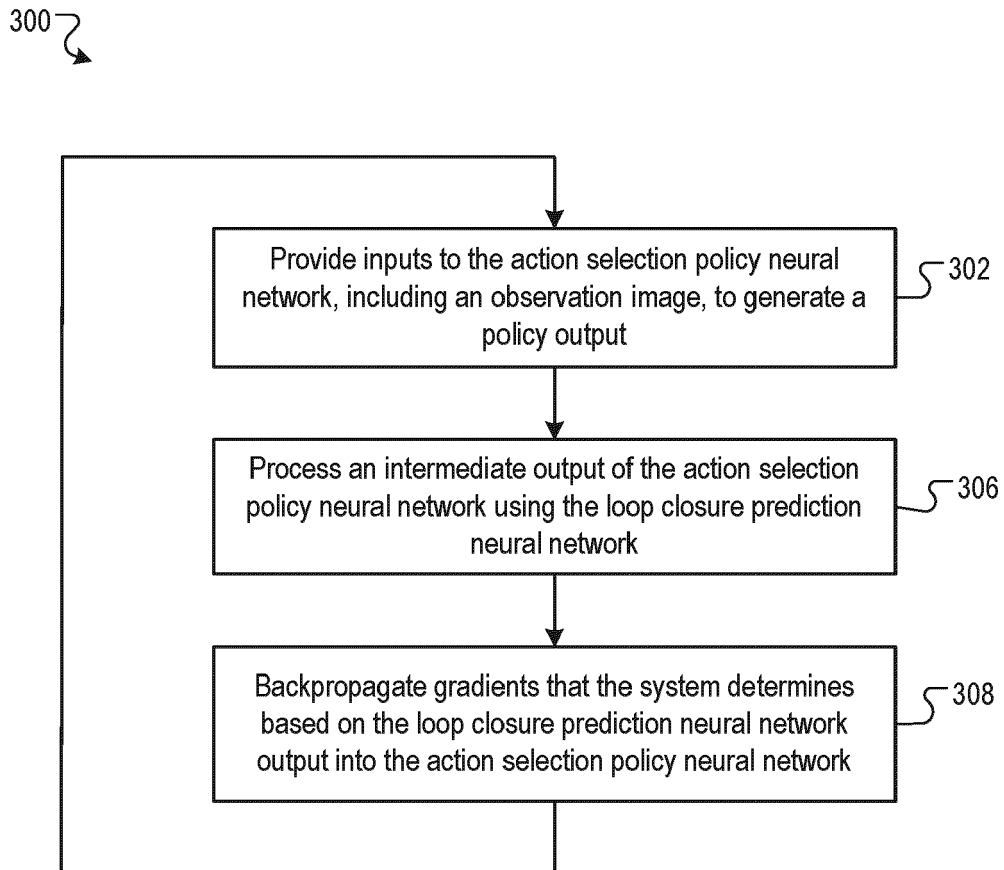 300
Provide inputs to the action selection policy neural
network, including an observation image, to generate a
policy output
302
Process an intermediate output of the action selection
policy neural network using the loop closure prediction
neural network
306
Backpropagate gradients that the system determines
based on the loop closure prediction neural network
output into the action selection policy neural network
308